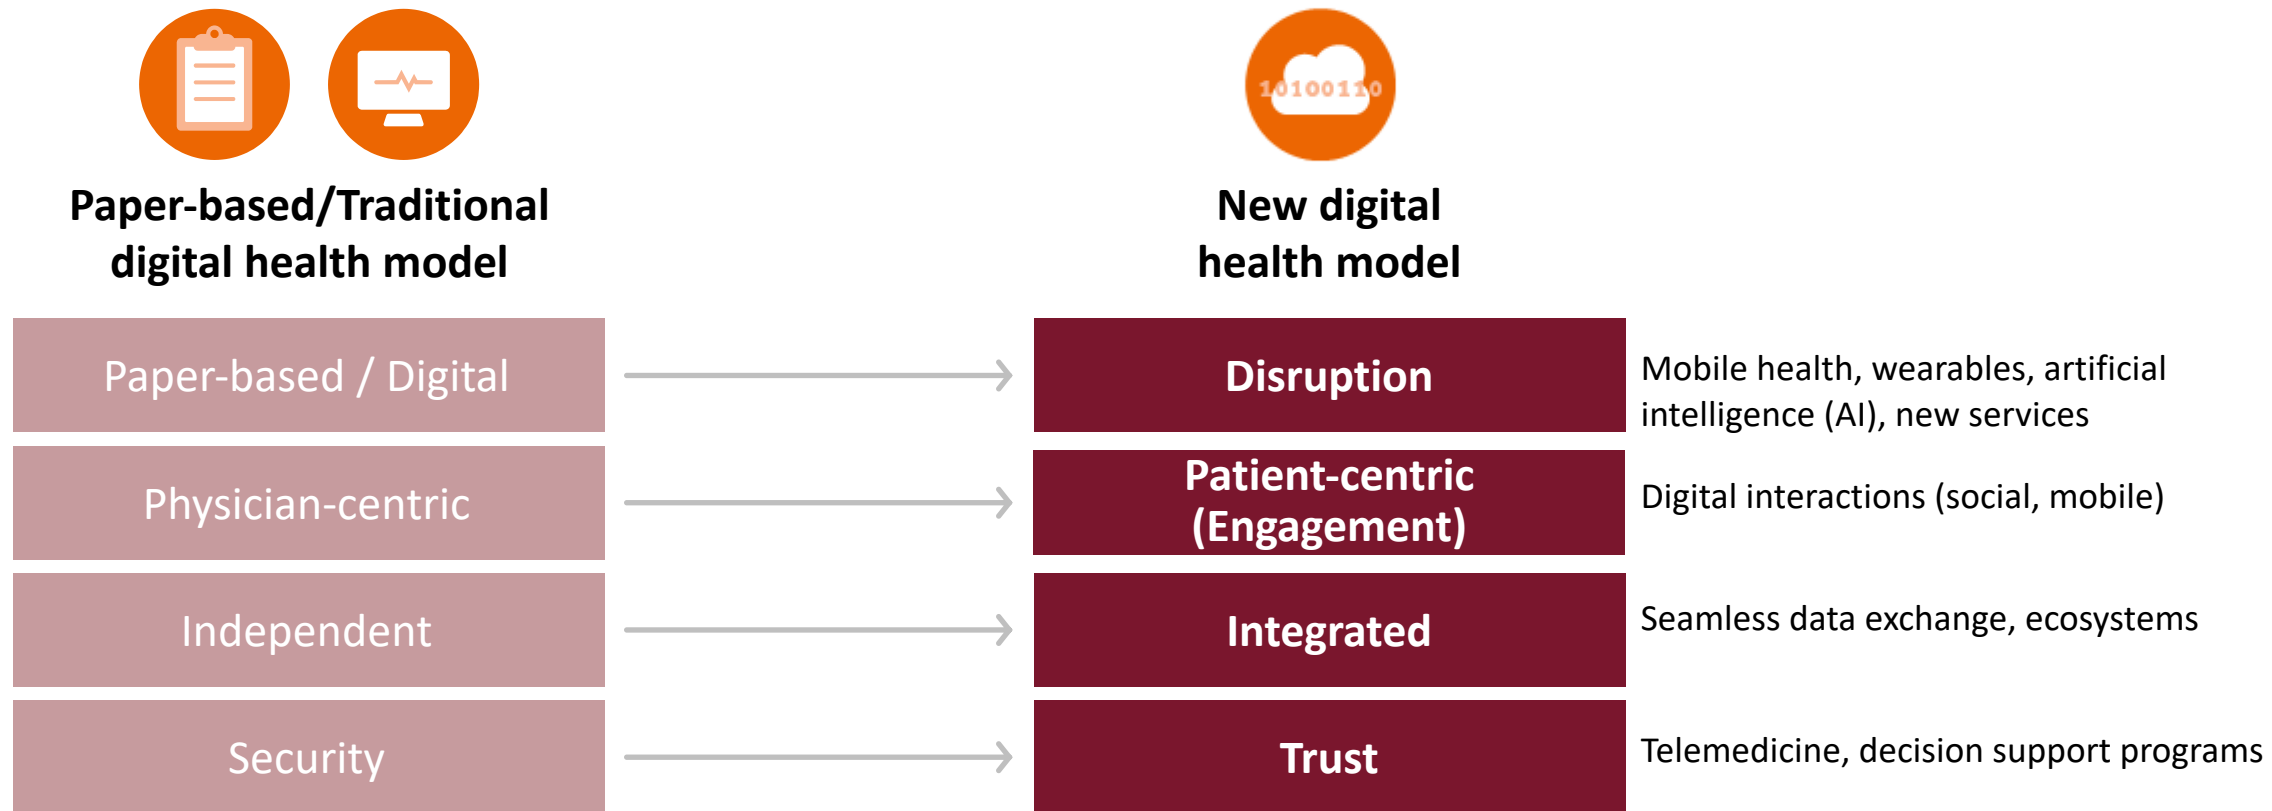 10100110
Paper-based/Traditional
digital health model
New digital
health model
Paper-based / Digital
Disruption
Mobile health, wearables, artificial
intelligence (AI), new services
Physician-centric
Patient-centric
(Engagement)
Digital interactions (social, mobile)
Independent
Integrated
Seamless data exchange, ecosystems
Security
Trust
Telemedicine, decision support programs